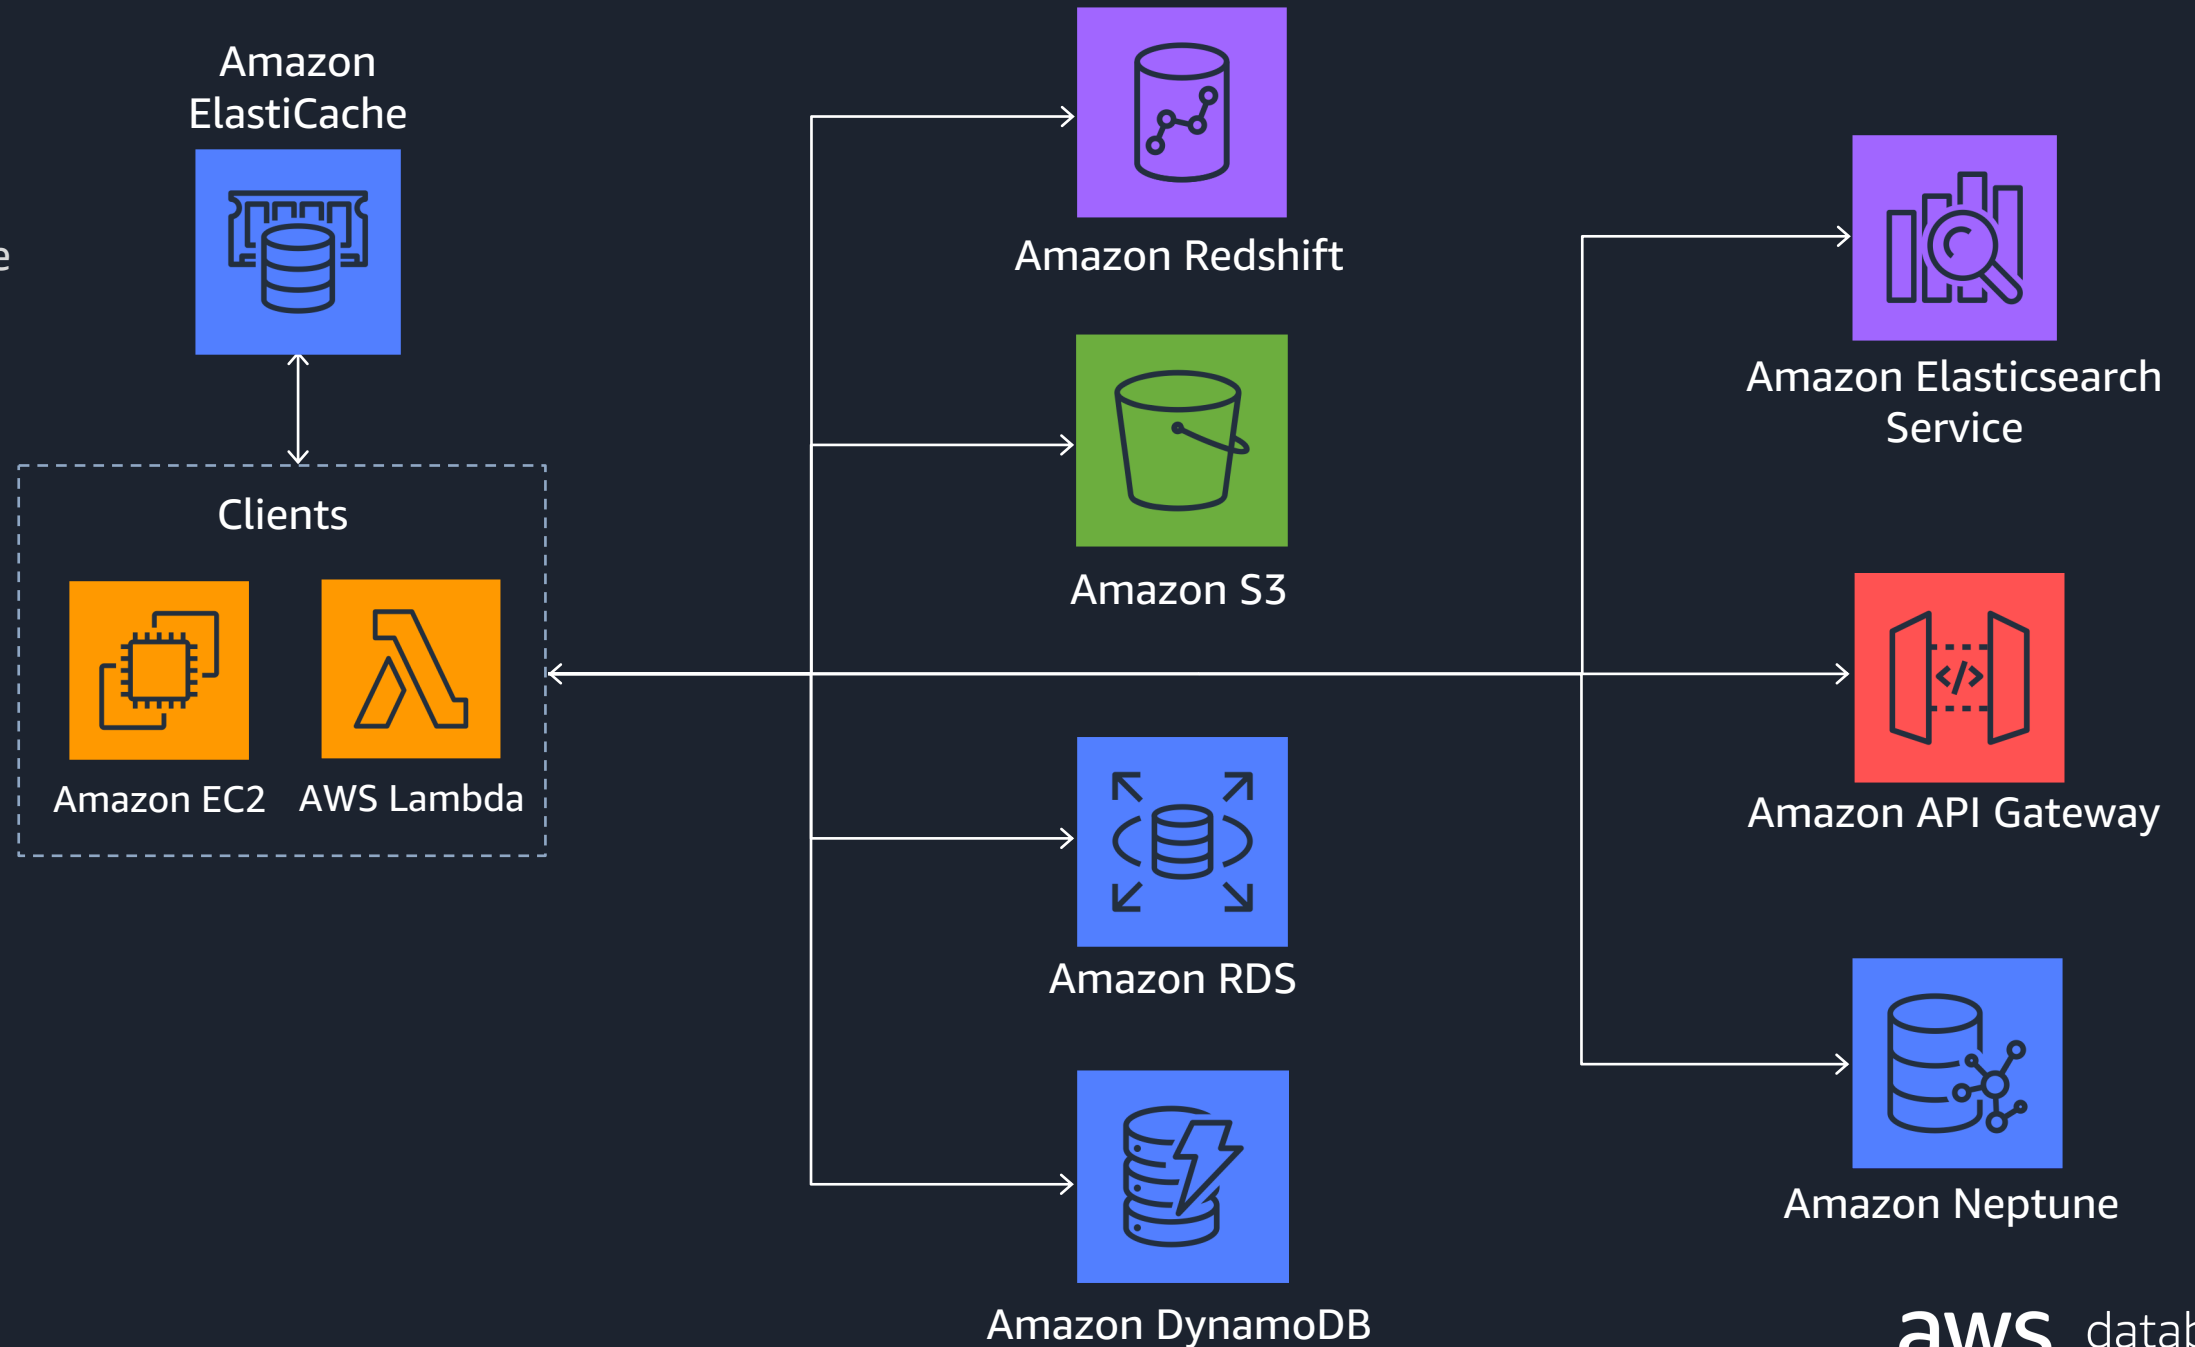 Amazon
ElastiCache
Clients
Amazon EC2
AWS Lambda
Amazon Redshift
Amazon S3
Amazon RDS
Amazon DynamoDB
Amazon Elasticsearch
Service
</>
Amazon API Gateway
Amazon Neptune
aws